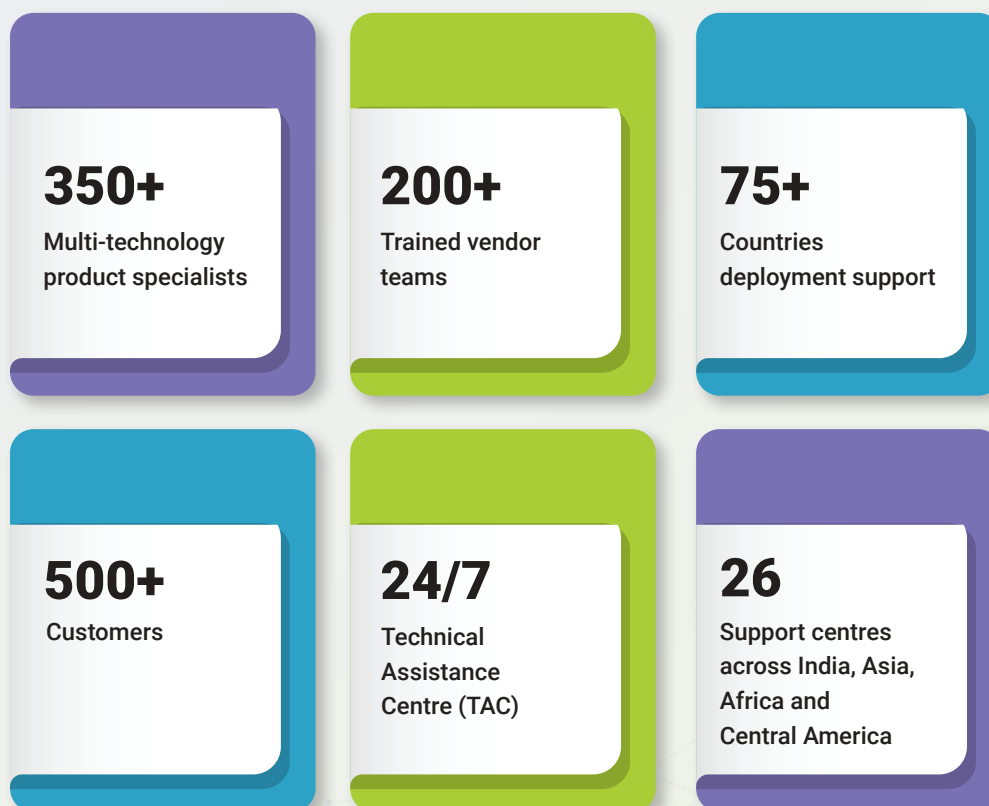 350+
Multi-technology
product specialists
200+
Trained vendor
teams
75+
Countries
deployment support
500+
Customers
24/7
Technical
Assistance
Centre (TAC)
26
Support centres
across India, Asia,
Africa and
Central America